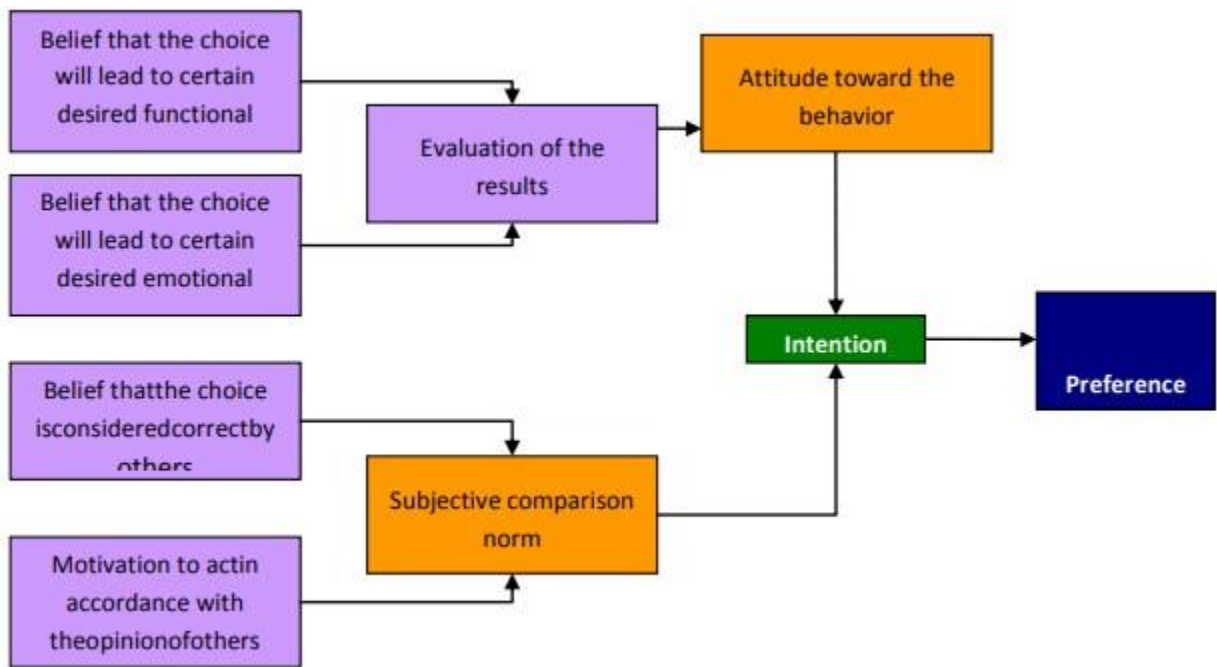 Belief that the choice
will lead to certain
desired functional
Belief that the choice
will lead to certain
desired emotional
Evaluation of the
results
Attitude toward the
behavior
Belief thatthe choice
isconsideredcorrectby
others
Motivation to actin
accordance with
theopinionofothers
Subjective comparison
norm
Intention
Preference